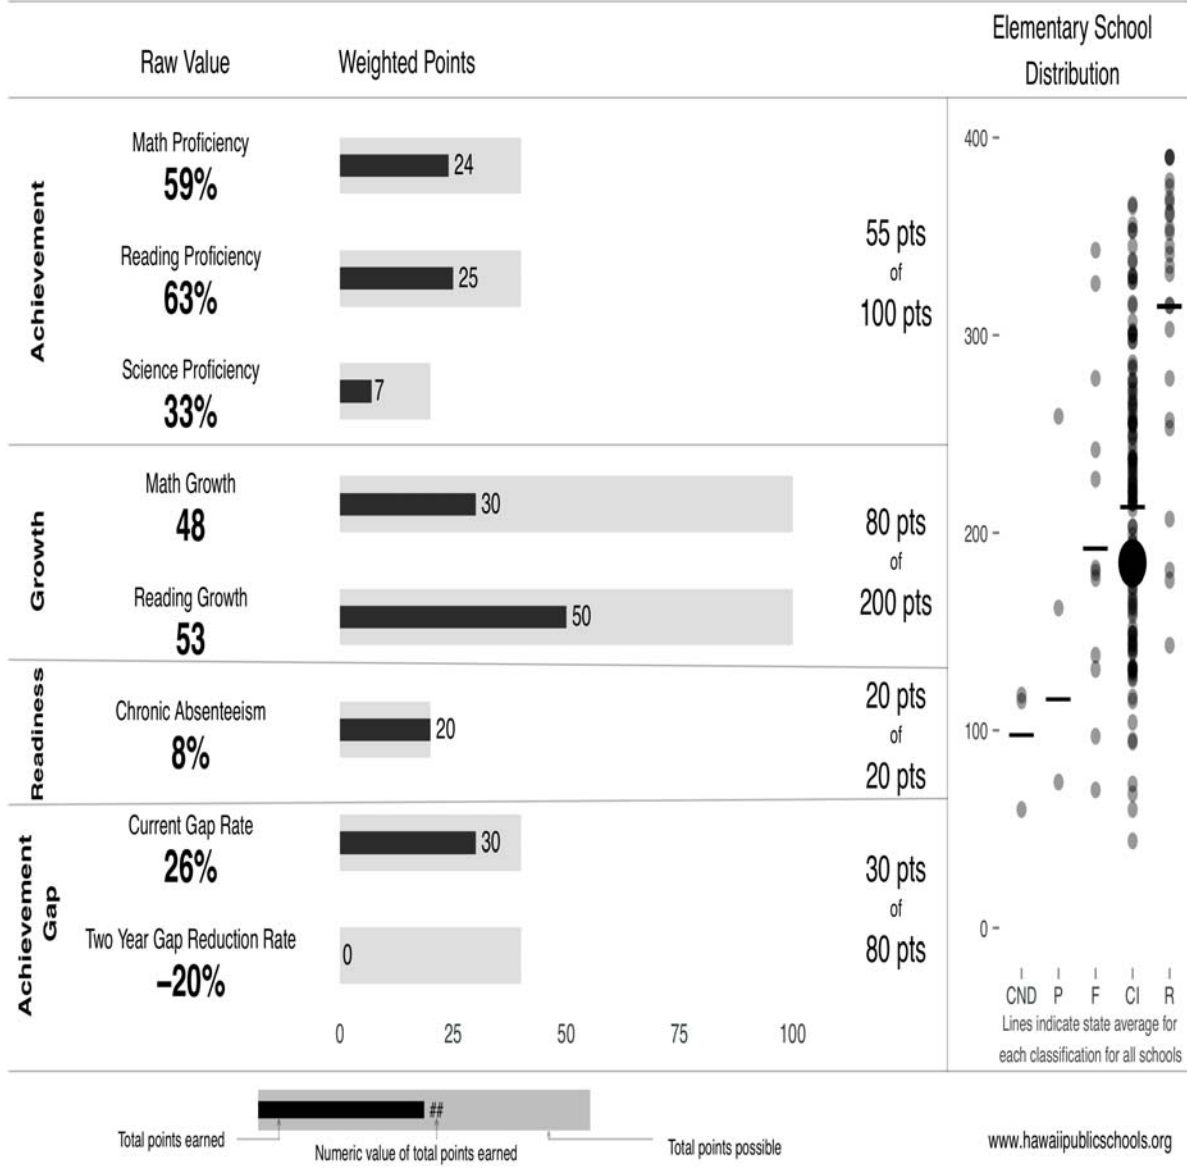 Elementary School
Distribution
Raw Value
Weighted Points
Achievement
Math Proficiency
59%
24
Reading Proficiency
63%
25
Science Proficiency
33%
7
55 pts
of
100 pts
Growth
Math Growth
48
30
Reading Growth
53
50
80 pts
of
200 pts
Readiness
Chronic Absenteeism
8%
20
20 pts
of
20 pts
Achievement
Gap
Current Gap Rate
26%
30
Two Year Gap Reduction Rate
–20%
0
30 pts
of
80 pts
0 25 50 75 100
400
300
200
100
0
CND P F CI R
Lines indicate state average for
each classification for all schools
##
Total points earned
Numeric value of total points earned
Total points possible
www.hawaiipublicschools.org